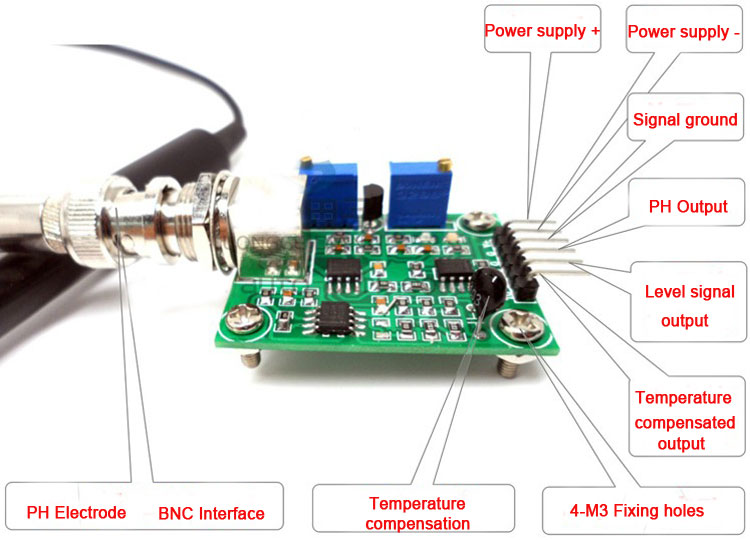 Power supply +
Power supply -
Signal ground
PH Output
Level signal
output
Temperature
compensated
output
4-M3 Fixing holes
Temperature
compensation
PH Electrode
BNC Interface